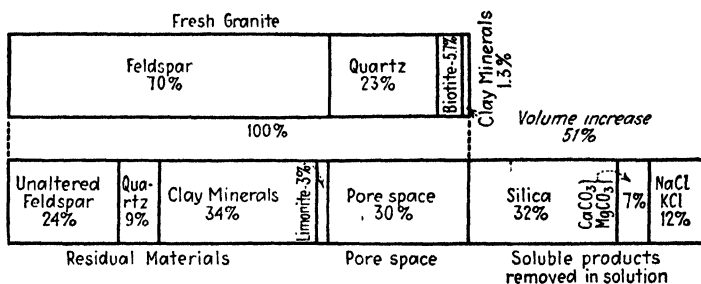 Fresh Granite
Feldspar
70%
Quartz
23%
Biotite-5.7%
Clay Minerals
1.3%
100%
Volume increase
51%
Unaltered
Feldspar
24%
Qua-
rtz
9%
Clay Minerals
34%
Limonite-3%
Pore space
30%
Silica
32%
CaCO3
MgCO3
7%
NaCl
KCl
12%
Residual Materials
Pore space
Soluble products
removed in solution